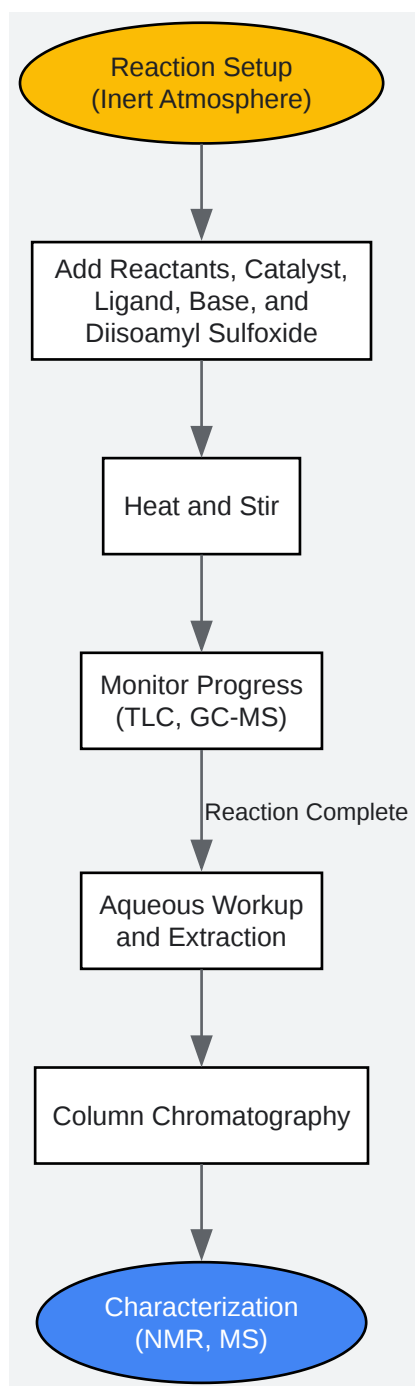 Reaction Setup
(Inert Atmosphere)
Add Reactants, Catalyst,
Ligand, Base, and
Diisoamyl Sulfoxide
Heat and Stir
Monitor Progress
(TLC, GC-MS)
Reaction Complete
Aqueous Workup
and Extraction
Column Chromatography
Characterization
(NMR, MS)